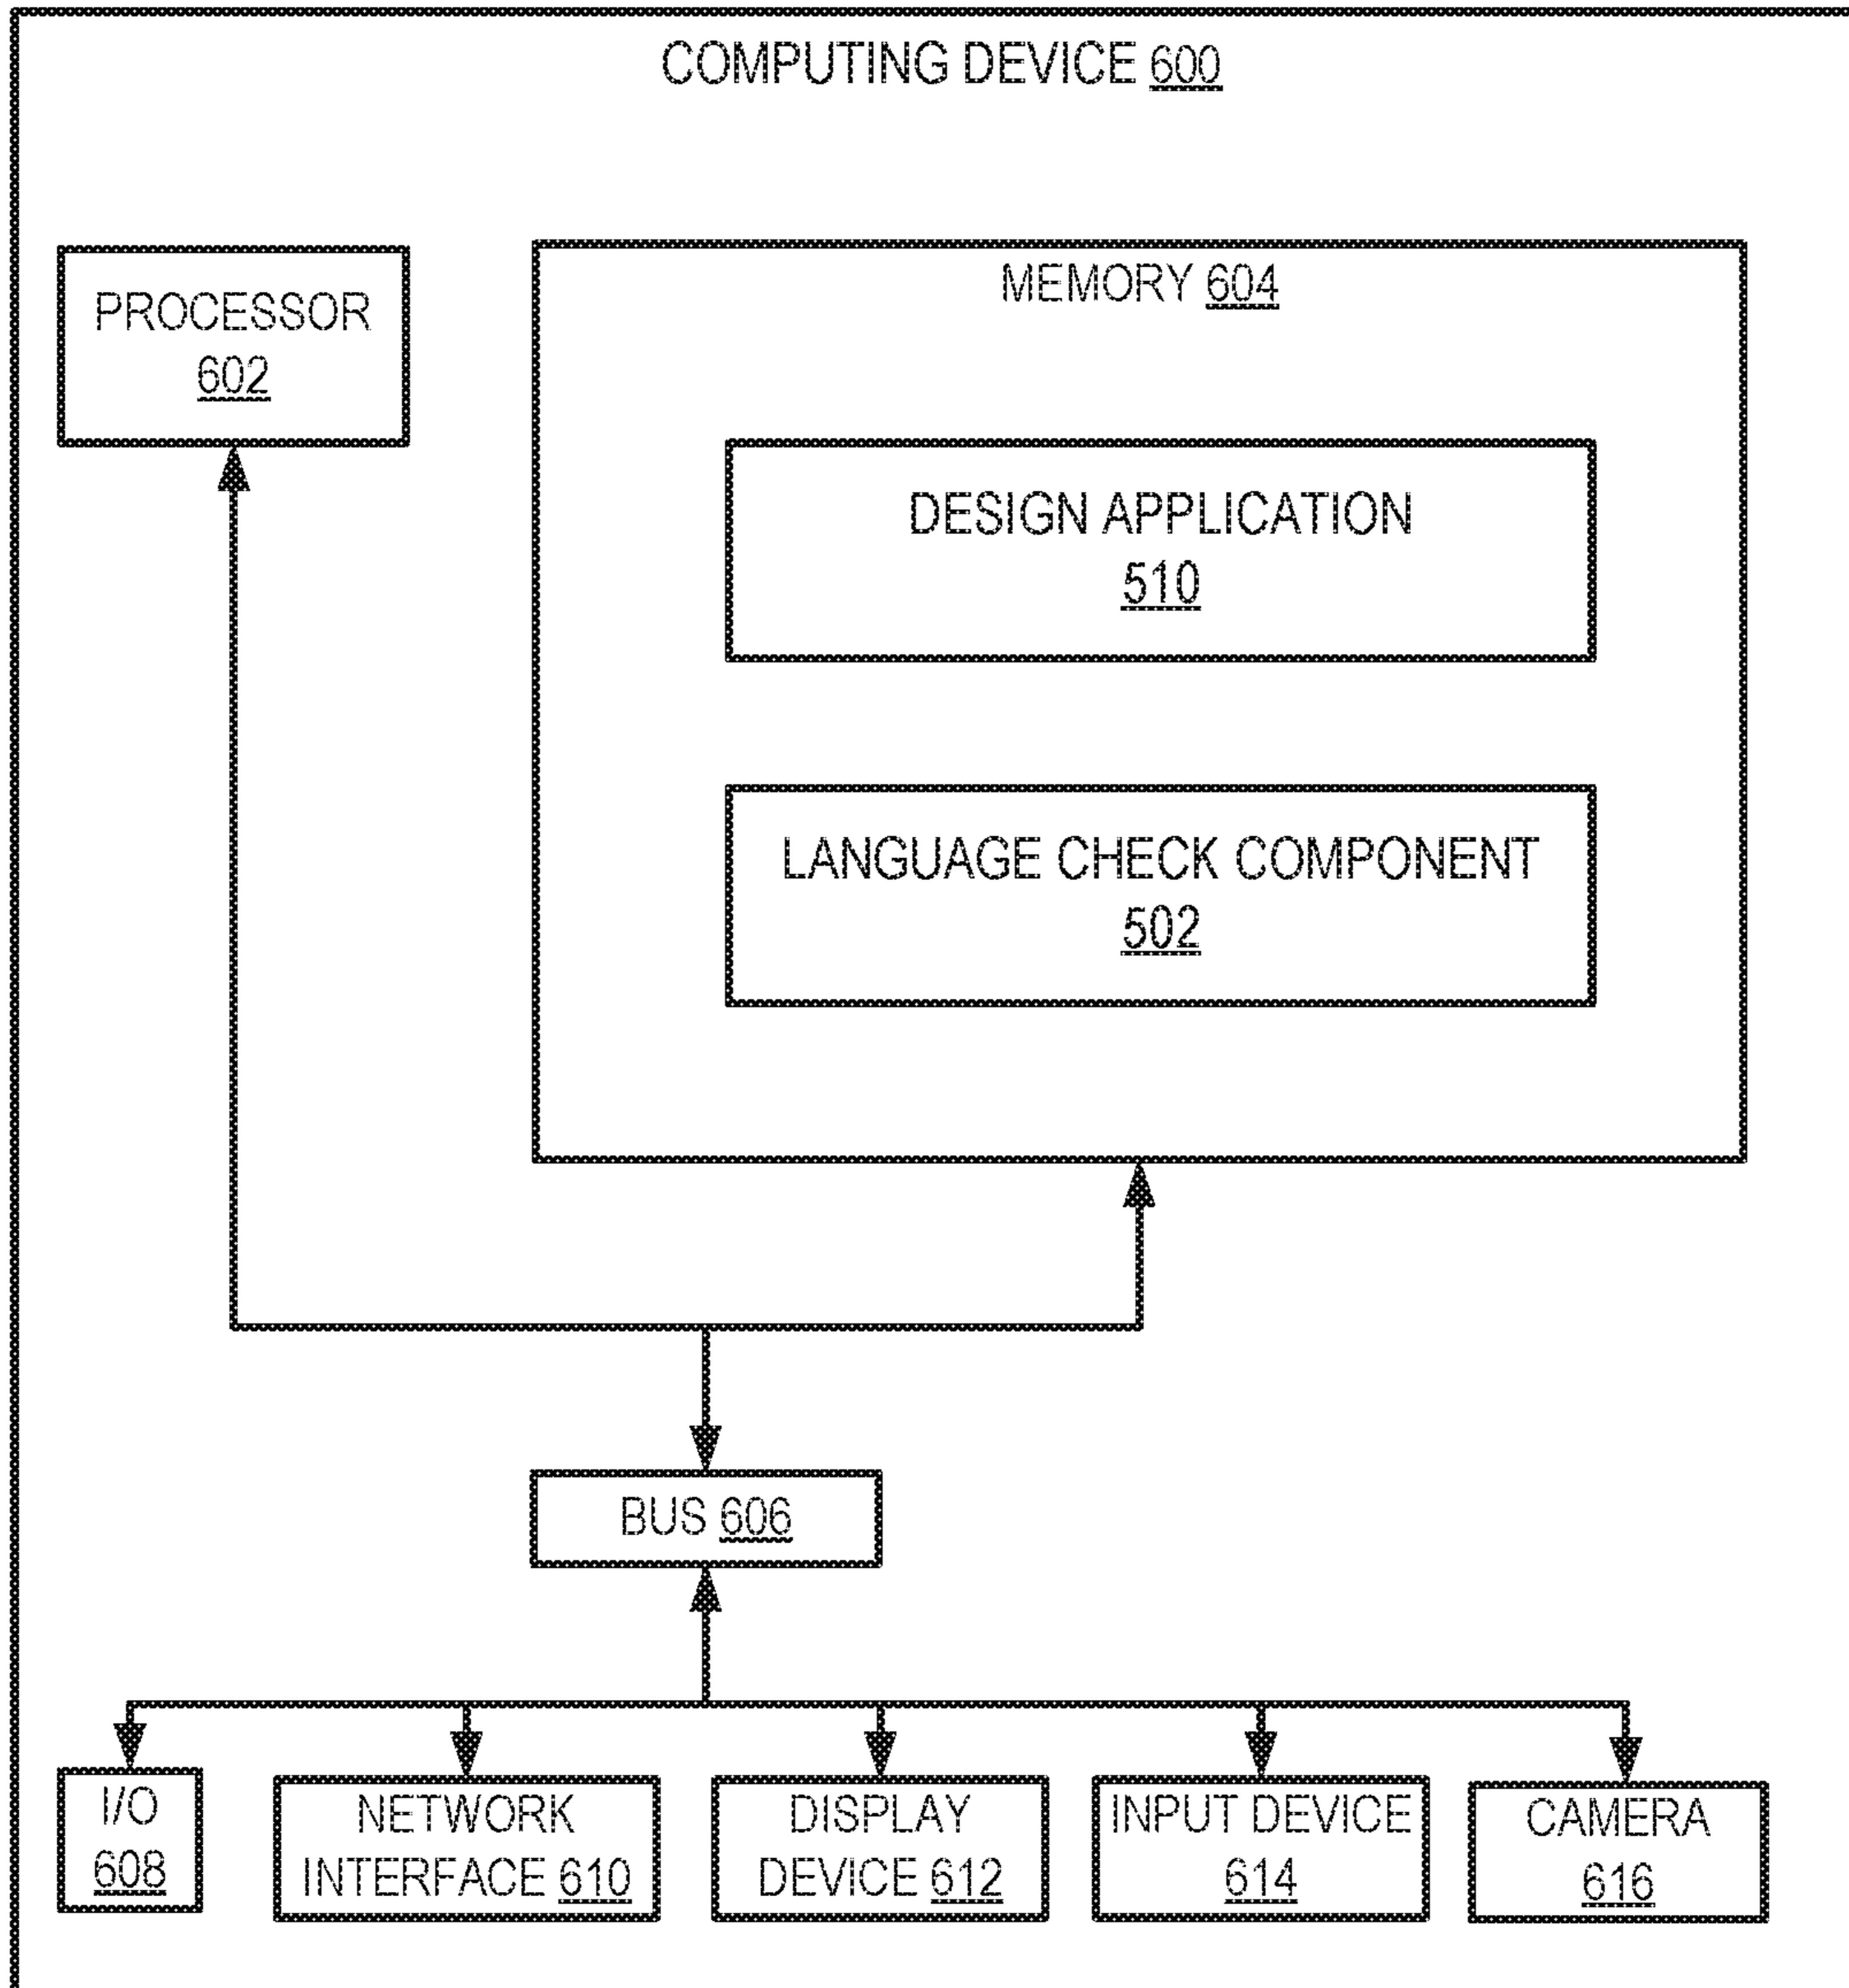 COMPUTING DEVICE 600
PROCESSOR
602
MEMORY 604
DESIGN APPLICATION
510
LANGUAGE CHECK COMPONENT
502
BUS 606
I/O
608
NETWORK
INTERFACE 610
DISPLAY
DEVICE 612
INPUT DEVICE
614
CAMERA
616